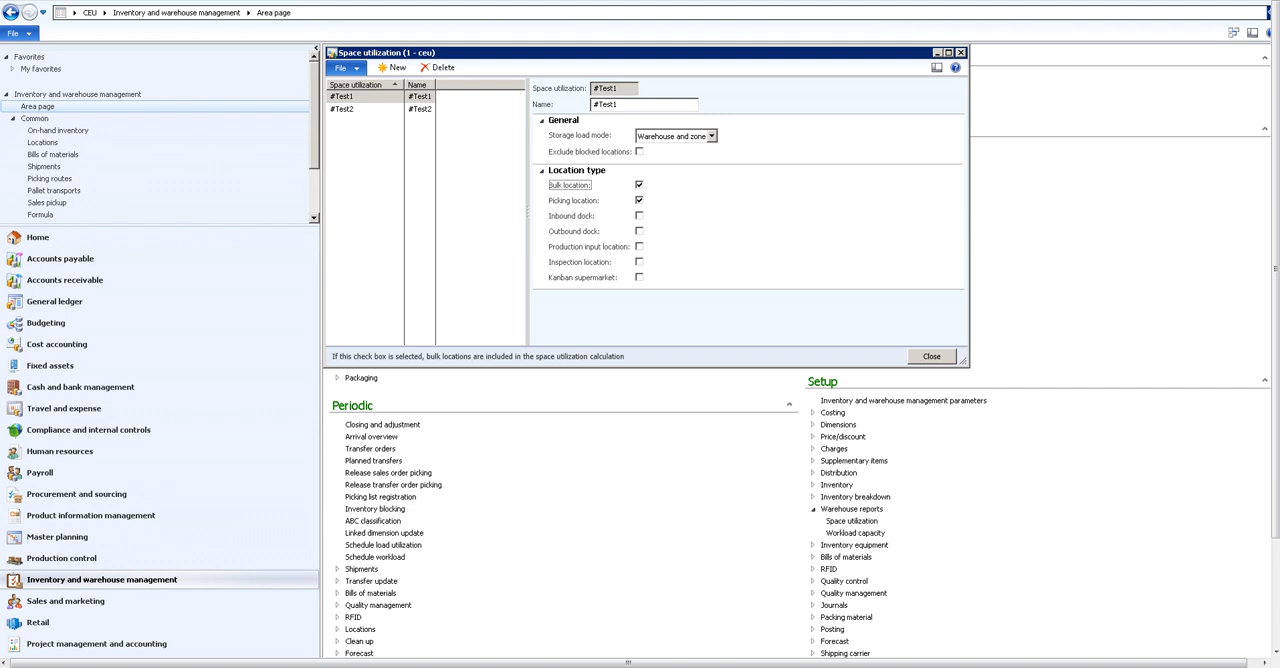 CEU Inventory and warehouse management Area page
File
Favorites
My favorites
Inventory and warehouse management
Area page
Common
On-hand inventory
Locations
Bills of materials
Shipments
Picking routes
Pallet transports
Sales pickup
Formula
Home
Accounts payable
Accounts receivable
General ledger
Budgeting
Cost accounting
Fixed assets
Cash and bank management
Travel and expense
Compliance and internal controls
Human resources
Payroll
Procurement and sourcing
Product information management
Master planning
Production control
Inventory and warehouse management
Sales and marketing
Retail
Project management and accounting
Space utilization (1 - ceu)
File New Delete
Space utilization Name
#Test1 #Test1
#Test2 #Test2
Space utilization: #Test1
Name: #Test1
General
Storage load mode: Warehouse and zone
Exclude blocked locations:
Location type
Bulk location:
Picking location:
Inbound dock:
Outbound dock:
Production input location:
Inspection location:
Kanban supermarket:
If this check box is selected, bulk locations are included in the space utilization calculation
Close
Packaging
Periodic
Closing and adjustment
Arrival overview
Transfer orders
Planned transfers
Release sales order picking
Release transfer order picking
Picking list registration
Inventory blocking
ABC classification
Linked dimension update
Schedule load utilization
Schedule workload
Shipments
Transfer update
Bills of materials
Quality management
RFID
Locations
Clean up
Forecast
Setup
Inventory and warehouse management parameters
Costing
Dimensions
Price/discount
Charges
Supplementary items
Distribution
Inventory
Inventory breakdown
Warehouse reports
Space utilization
Workload capacity
Inventory equipment
Bills of materials
RFID
Quality control
Quality management
Journals
Packing material
Posting
Forecast
Shipping carrier